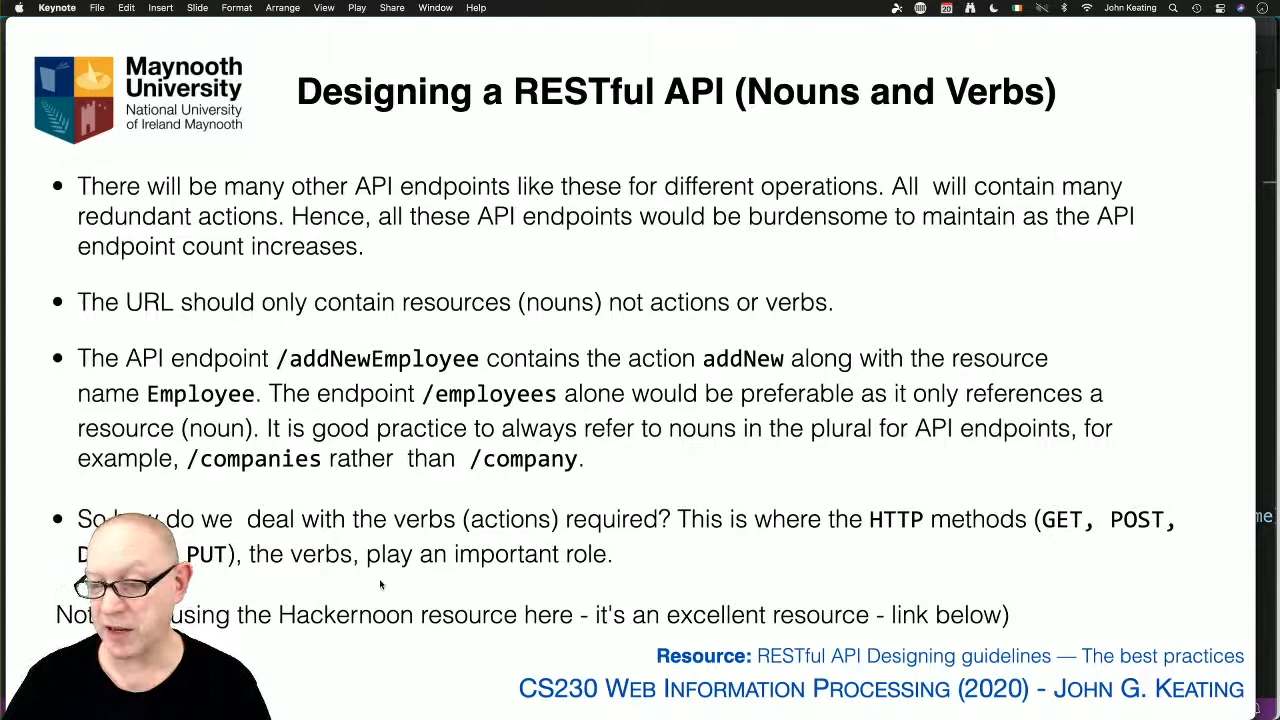 Keynote File Edit Insert Slide Format Arrange View Play Share Window Help 20 John Keating
Maynooth
University
National University
of Ireland Maynooth
Designing a RESTful API (Nouns and Verbs)
• There will be many other API endpoints like these for different operations. All will contain many
redundant actions. Hence, all these API endpoints would be burdensome to maintain as the API
endpoint count increases.
• The URL should only contain resources (nouns) not actions or verbs.
• The API endpoint /addNewEmployee contains the action addNew along with the resource
name Employee. The endpoint /employees alone would be preferable as it only references a
resource (noun). It is good practice to always refer to nouns in the plural for API endpoints, for
example, /companies rather than /company.
• So do we deal with the verbs (actions) required? This is where the HTTP methods (GET, POST,
PUT), the verbs, play an important role.
using the Hackernoon resource here - it's an excellent resource - link below)
Resource: RESTful API Designing guidelines — The best practices
CS230 Web Information Processing (2020) - John G. Keating